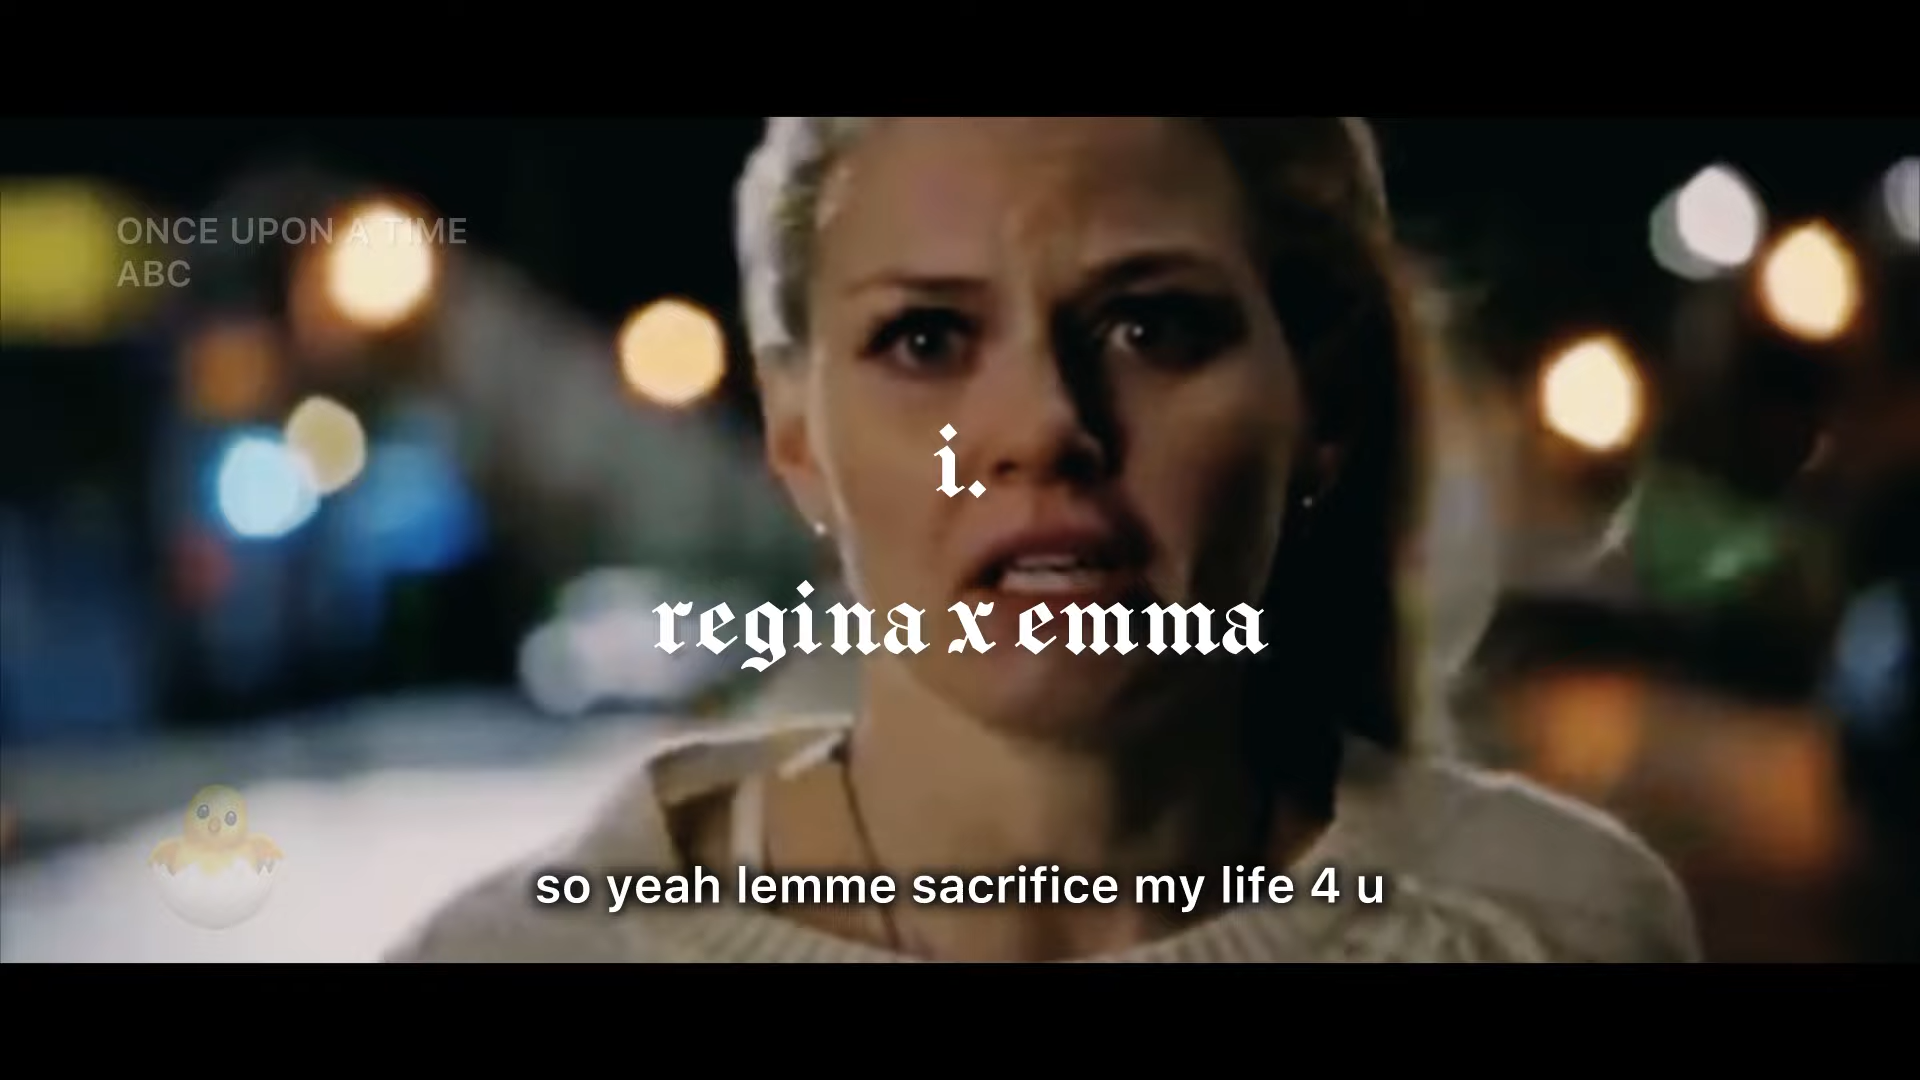 ONCE UPON A TIME
ABC
i.
regina x emma
so yeah lemme sacrifice my life 4 u